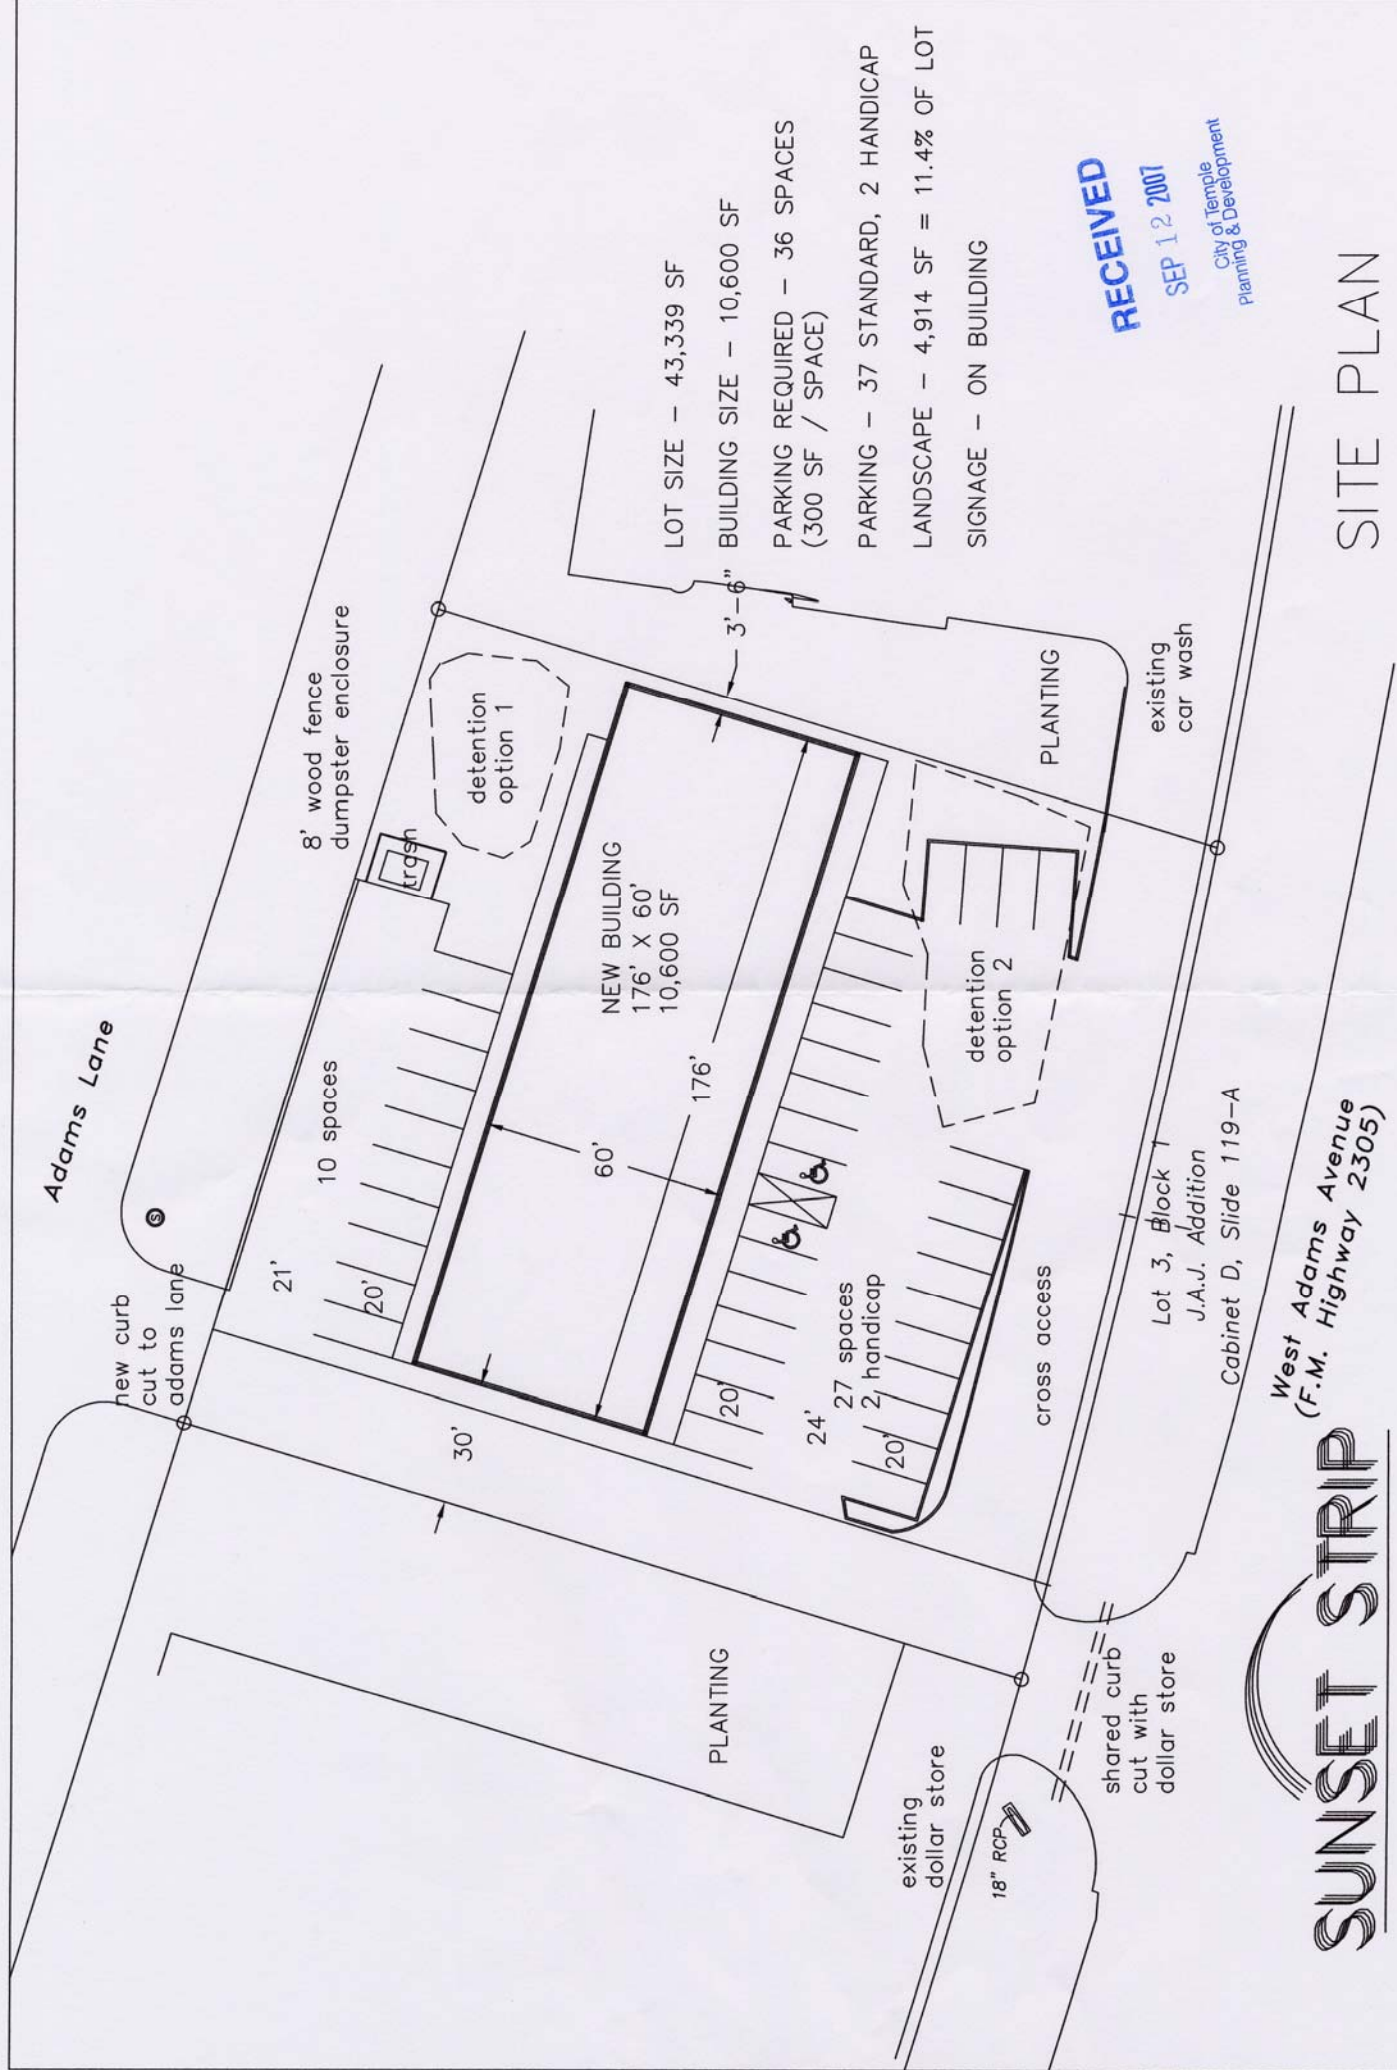 Adams Lane
new curb
cut to
adams lane
S
8' wood fence
dumpster enclosure
trash
detention
option 1
10 spaces
21'
20'
30'
NEW BUILDING
176' X 60'
10,600 SF
60'
176'
3'-6"
20'
24'
27 spaces
2 handicap
20'
detention
option 2
PLANTING
PLANTING
existing
car wash
cross access
existing
dollar store
18" RCP
shared curb
cut with
dollar store
Lot 3, Block 1
J.A.J. Addition
Cabinet D, Slide 119-A
West Adams Avenue
(F.M. Highway 2305)
LOT SIZE - 43,339 SF
BUILDING SIZE - 10,600 SF
PARKING REQUIRED - 36 SPACES
(300 SF / SPACE)
PARKING - 37 STANDARD, 2 HANDICAP
LANDSCAPE - 4,914 SF = 11.4% OF LOT
SIGNAGE - ON BUILDING
RECEIVED
SEP 12 2007
City of Temple
Planning & Development
SUNSET STRIP
SITE PLAN